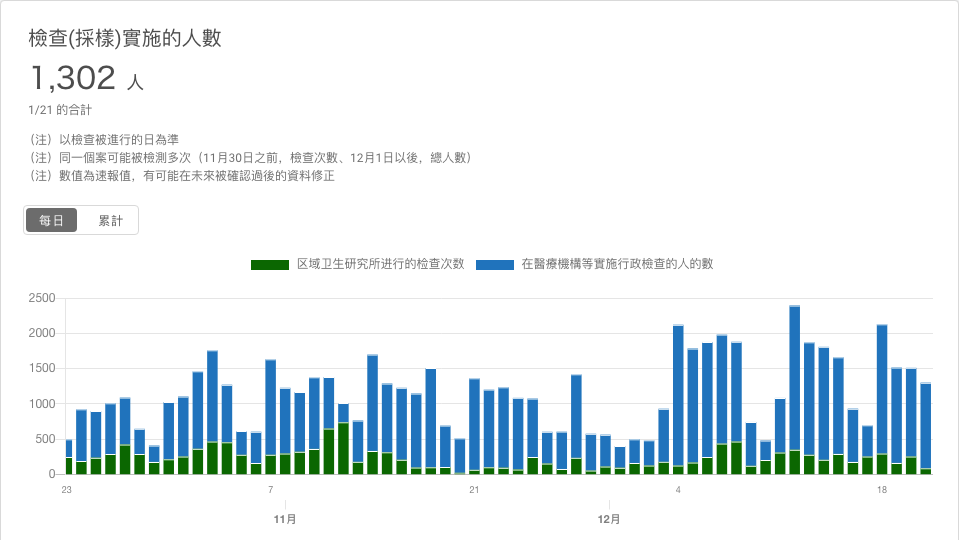 檢查(採樣)實施的人數
1,302 人
1/21 的合計
（注）以檢查被進行的日為準
（注）同一個案可能被檢測多次（11月30日之前，檢查次數、12月1日以後，總人數）
（注）數值為速報值，有可能在未來被確認過後的資料修正
每日 累計
区域卫生研究所进行的检查次数 在醫療機構等實施行政檢查的人的數
2500
2000
1500
1000
500
0
23 7 21 4 18
11月 12月